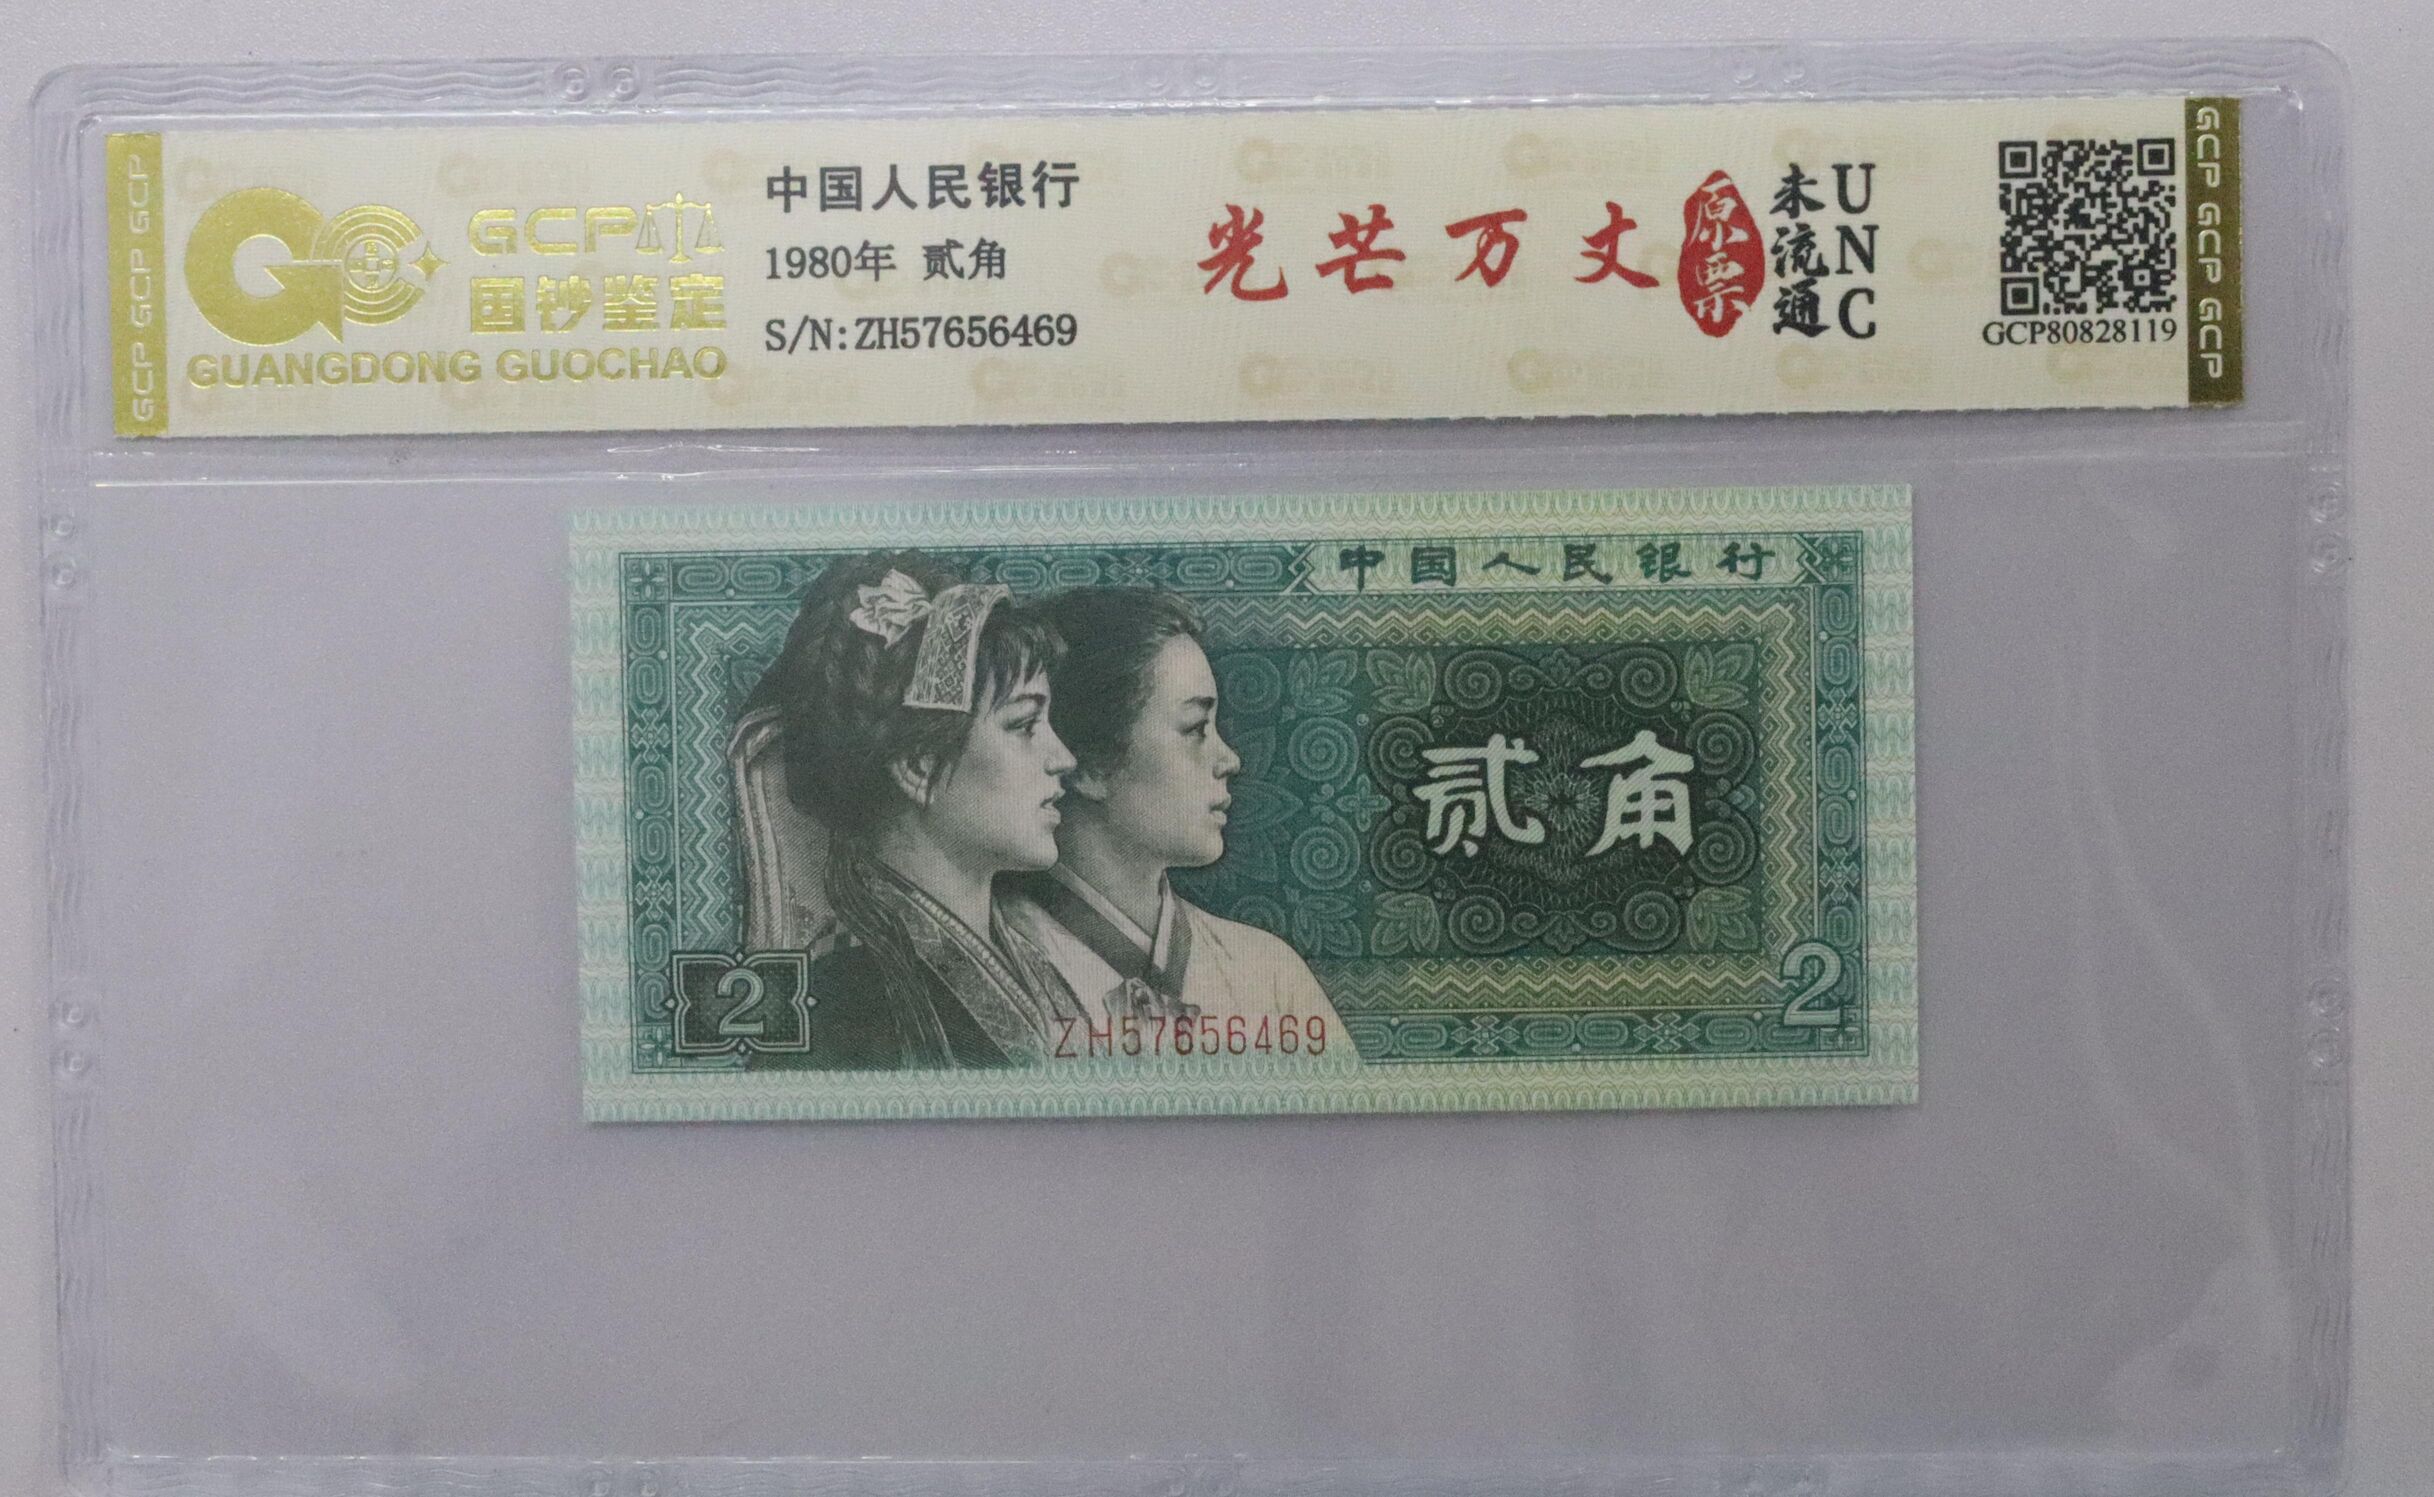 GCP GCP GCP
GCP
国钞鉴定
GUANGDONG GUOCHAO
中国人民银行
1980年 贰角
S/N:ZH57656469
光芒万丈
原票
未流通
UNC
GCP80828119
GCP GCP GCP
中国人民银行
贰角
2
2
ZH57656469